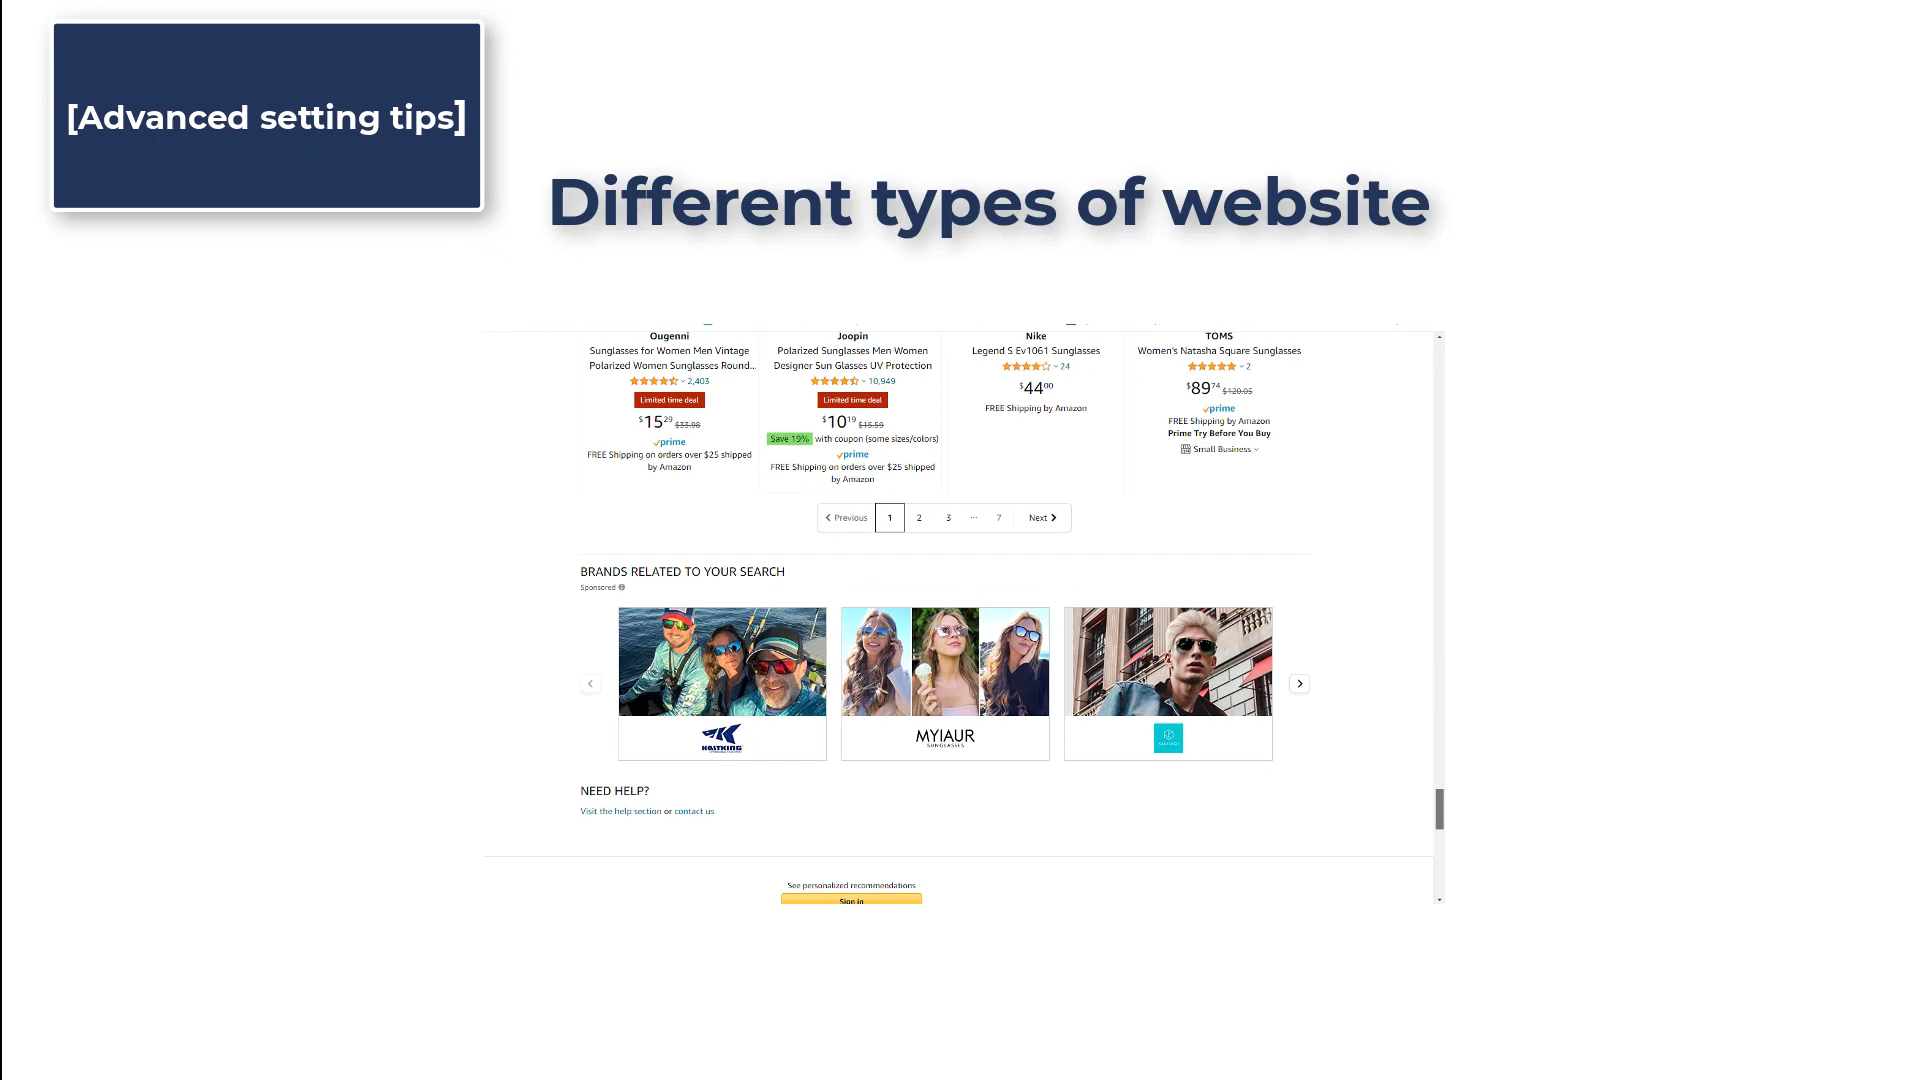 [Advanced setting tips]
Different types of website
Ougenni
Sunglasses for Women Men Vintage
Polarized Women Sunglasses Round...
2,403
Limited time deal
$15 29 $33.98
prime
FREE Shipping on orders over $25 shipped
by Amazon
Joopin
Polarized Sunglasses Men Women
Designer Sun Glasses UV Protection
10,949
Limited time deal
$10 19 $15.59
Save 19% with coupon (some sizes/colors)
prime
FREE Shipping on orders over $25 shipped
by Amazon
Nike
Legend S Ev1061 Sunglasses
24
$44 00
FREE Shipping by Amazon
TOMS
Women's Natasha Square Sunglasses
2
$89 74 $120.05
prime
FREE Shipping by Amazon
Prime Try Before You Buy
Small Business
Previous 1 2 3 ... 7 Next
BRANDS RELATED TO YOUR SEARCH
Sponsored
KASTKING
MYIAUR
SUNGLASSES
NEED HELP?
Visit the help section or contact us
See personalized recommendations
Sign in